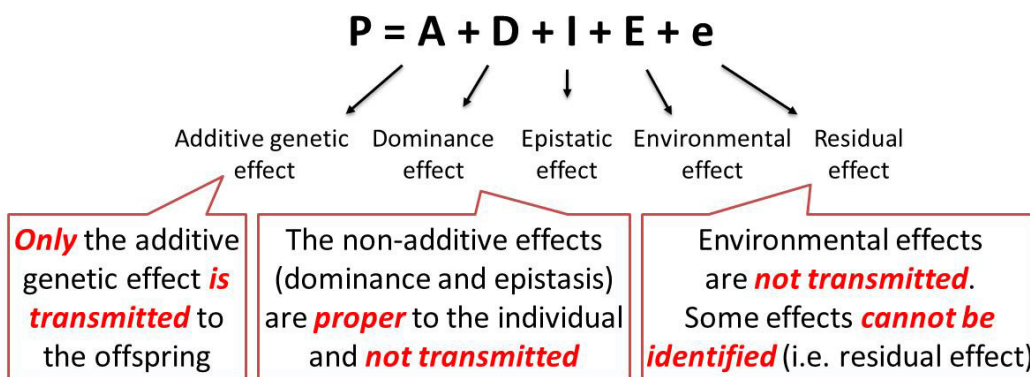 P = A + D + I + E + e
Additive genetic effect
Dominance effect
Epistatic effect
Environmental effect
Residual effect
Only the additive
genetic effect is
transmitted to
the offspring
The non-additive effects
(dominance and epistasis)
are proper to the individual
and not transmitted
Environmental effects
are not transmitted.
Some effects cannot be
identified (i.e. residual effect)